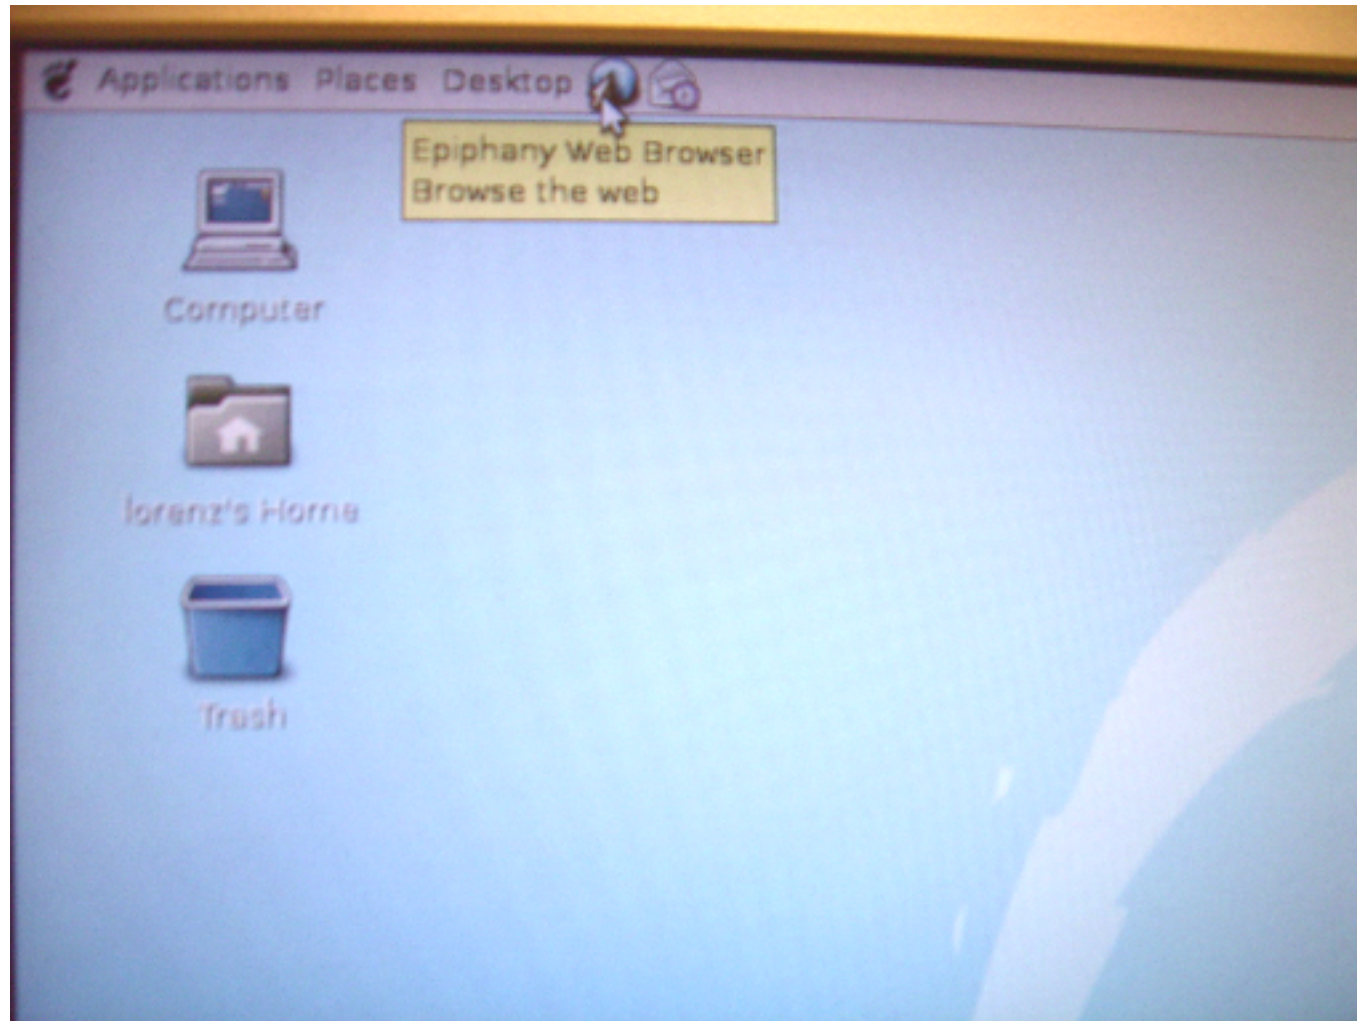 Applications Places Desktop
Epiphany Web Browser
Browse the web
Computer
lorenz's Home
Trash